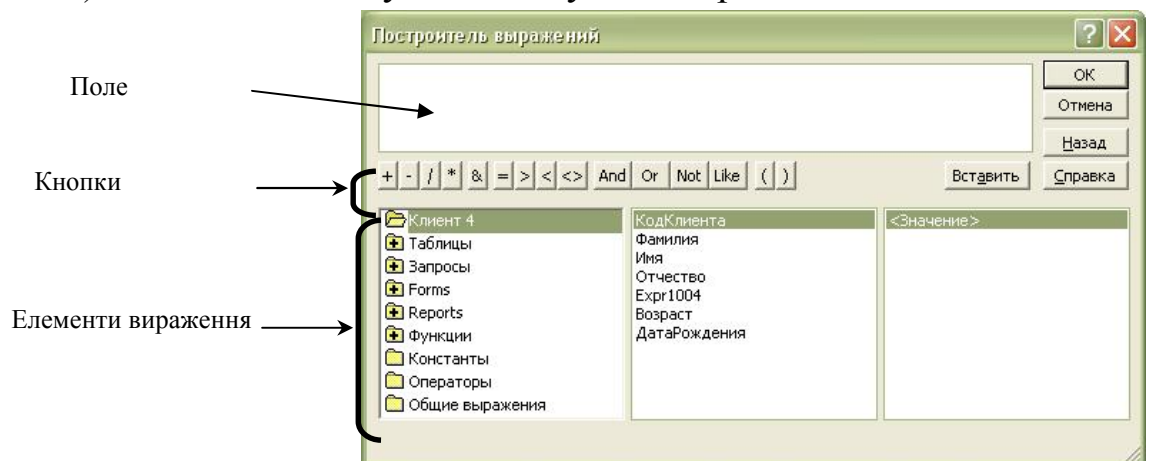 Построитель выражений
Поле
ОК
Отмена
Назад
Кнопки
+ - / * & = > < <> And Or Not Like ( ) Вставить Справка
Клиент 4 КодКлиента <Значение>
Таблицы Фамилия
Запросы Имя
Forms Отчество
Reports Expr1004
Функции Возраст
Константы ДатаРождения
Операторы
Общие выражения
Елементи вираження